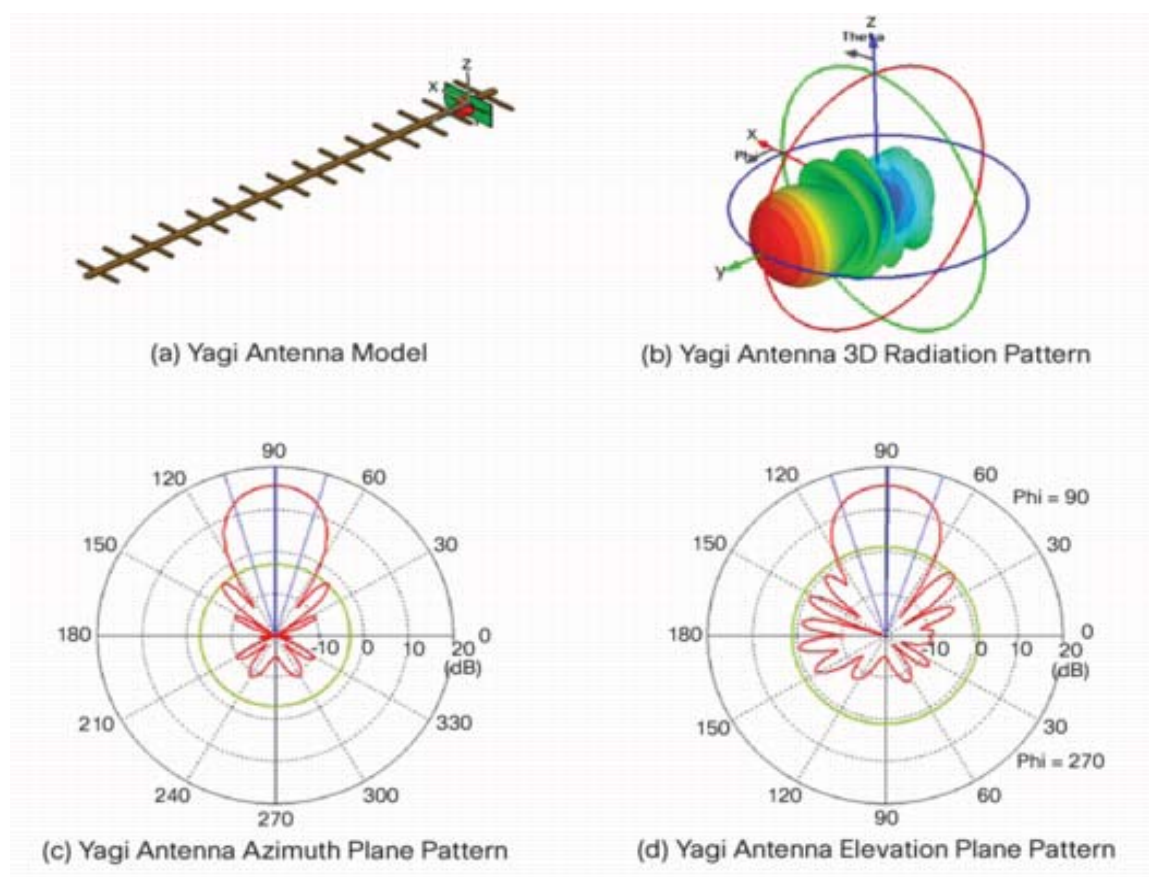 Z
X
(a) Yagi Antenna Model
Z
Theta
X
Phi
y
(b) Yagi Antenna 3D Radiation Pattern
90
120
60
150
30
180
-10
0
10
20
0
(dB)
210
330
240
300
270
(c) Yagi Antenna Azimuth Plane Pattern
90
120
60
Phi = 90
150
30
180
-10
0
10
20
0
(dB)
150
30
Phi = 270
120
60
90
(d) Yagi Antenna Elevation Plane Pattern